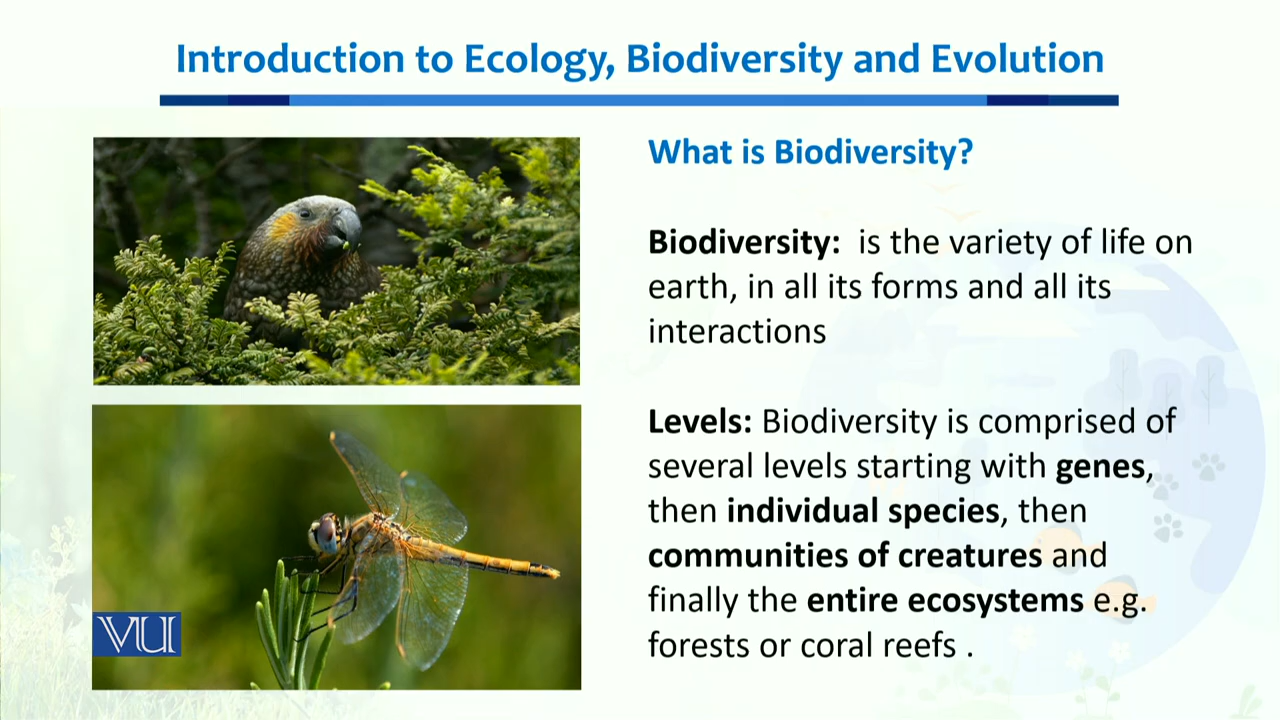 Introduction to Ecology, Biodiversity and Evolution
What is Biodiversity?
Biodiversity: is the variety of life on
earth, in all its forms and all its
interactions
Levels: Biodiversity is comprised of
several levels starting with genes,
then individual species, then
communities of creatures and
finally the entire ecosystems e.g.
forests or coral reefs .
VU